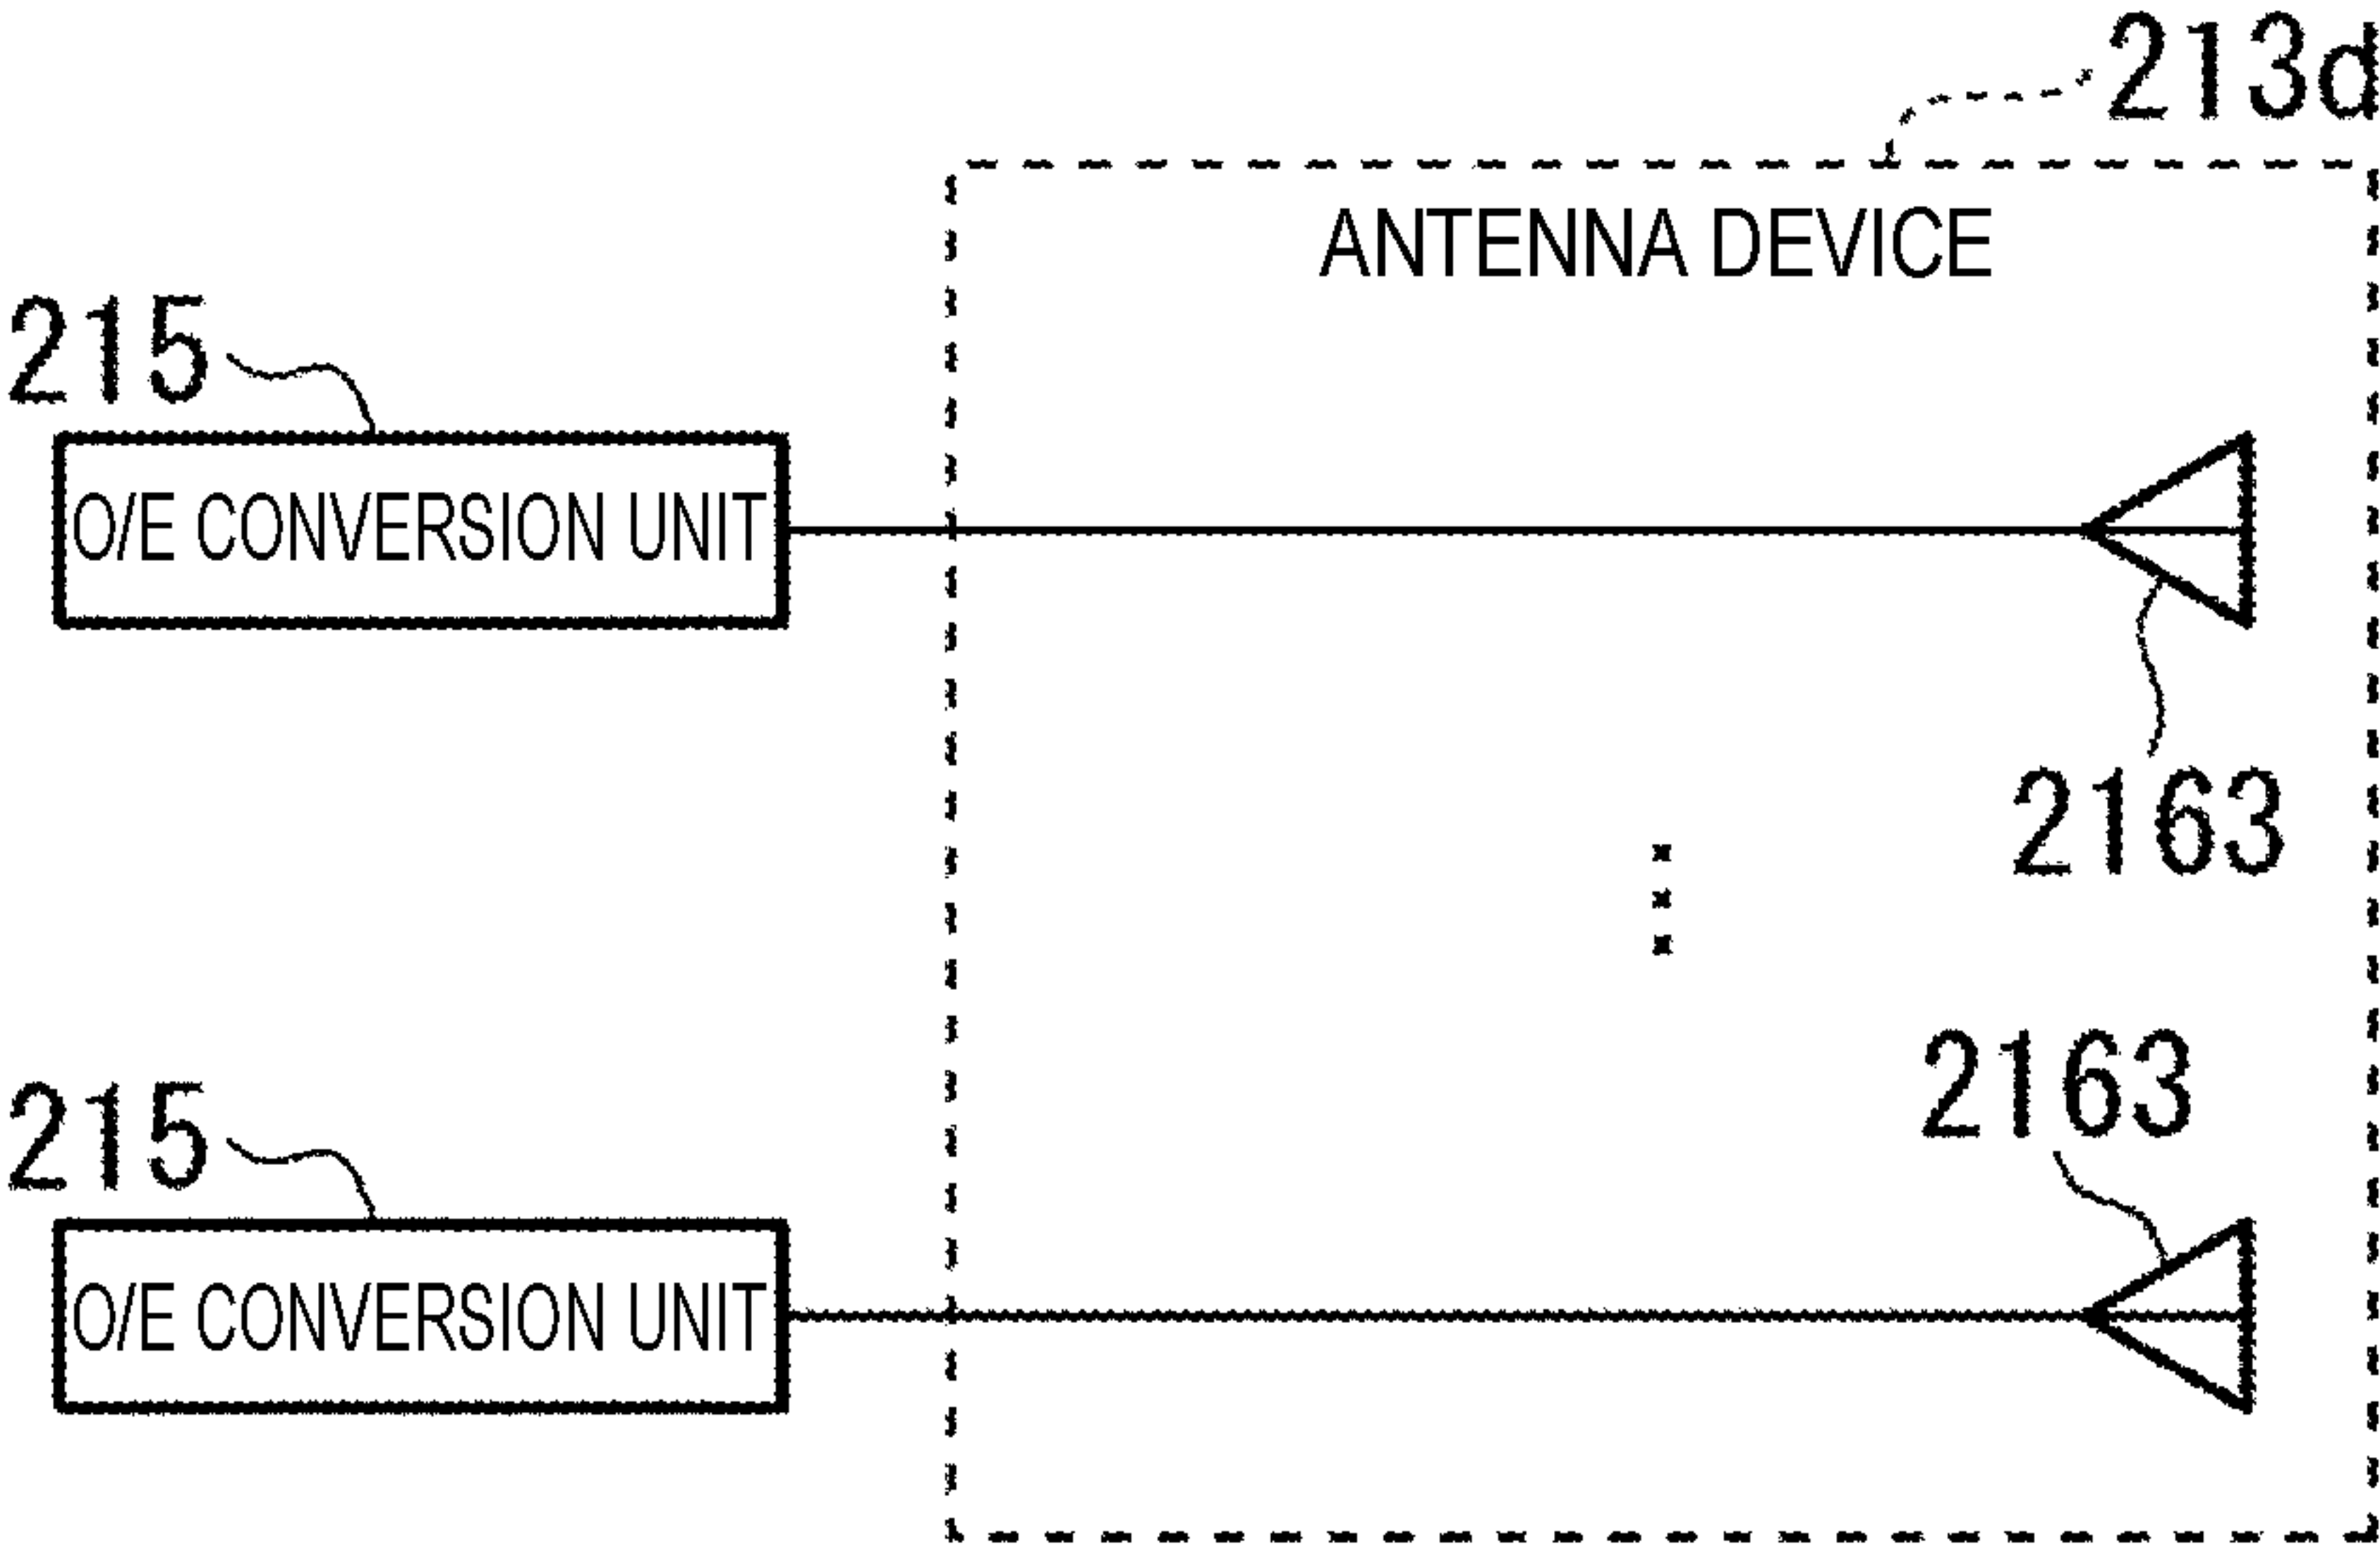 213d
ANTENNA DEVICE
215
O/E CONVERSION UNIT
2163
2163
215
O/E CONVERSION UNIT